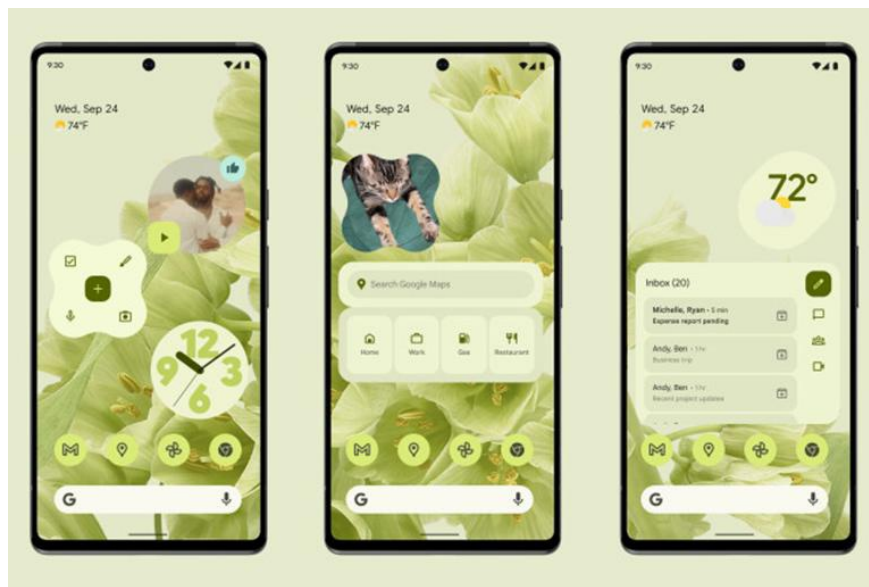 9:30
Wed, Sep 24
74°F
12
9 3
6
G
9:30
Wed, Sep 24
74°F
Search Google Maps
Home Work Gas Restaurant
G
9:30
Wed, Sep 24
74°F
72°
Inbox (20)
Michelle, Ryan • 5 min
Expense report pending
Andy, Ben • 1 hr
Business trip
Andy, Ben • 1 hr
Recent project updates
G